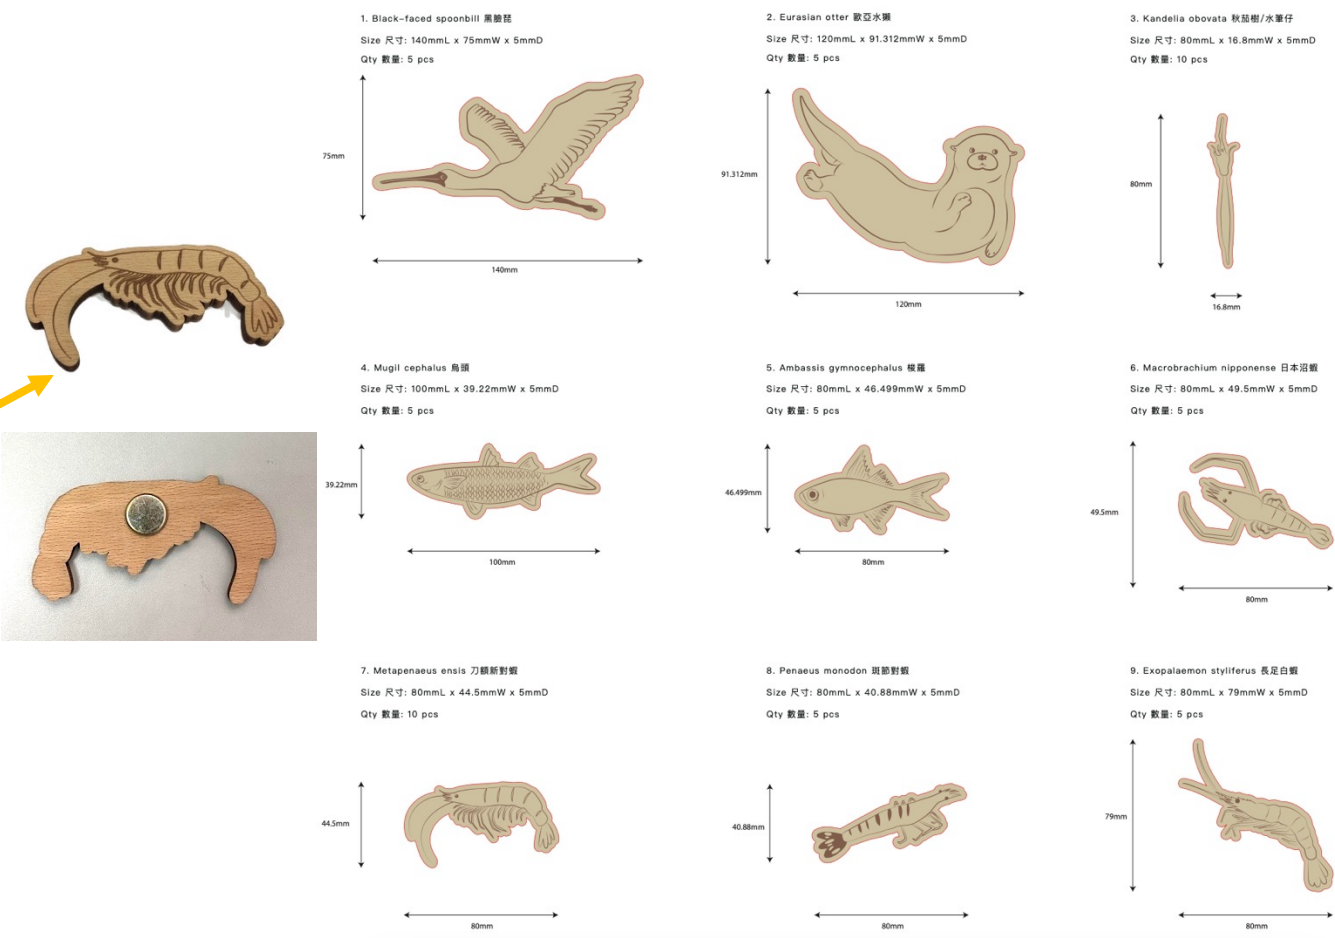 1. Black-faced spoonbill 黑臉琵
Size 尺寸: 140mmL x 75mmW x 5mmD
Qty 數量: 5 pcs
75mm
140mm
2. Eurasian otter 歐亞水獺
Size 尺寸: 120mmL x 91.312mmW x 5mmD
Qty 數量: 5 pcs
91.312mm
120mm
3. Kandelia obovata 秋茄樹/水筆仔
Size 尺寸: 80mmL x 16.8mmW x 5mmD
Qty 數量: 10 pcs
80mm
16.8mm
4. Mugil cephalus 烏頭
Size 尺寸: 100mmL x 39.22mmW x 5mmD
Qty 數量: 5 pcs
39.22mm
100mm
5. Ambassis gymnocephalus 梭羅
Size 尺寸: 80mmL x 46.499mmW x 5mmD
Qty 數量: 5 pcs
46.499mm
80mm
6. Macrobrachium nipponense 日本沼蝦
Size 尺寸: 80mmL x 49.5mmW x 5mmD
Qty 數量: 5 pcs
49.5mm
80mm
7. Metapenaeus ensis 刀額新對蝦
Size 尺寸: 80mmL x 44.5mmW x 5mmD
Qty 數量: 10 pcs
44.5mm
80mm
8. Penaeus monodon 斑節對蝦
Size 尺寸: 80mmL x 40.88mmW x 5mmD
Qty 數量: 5 pcs
40.88mm
80mm
9. Exopalaemon styliferus 長足白蝦
Size 尺寸: 80mmL x 79mmW x 5mmD
Qty 數量: 5 pcs
79mm
80mm